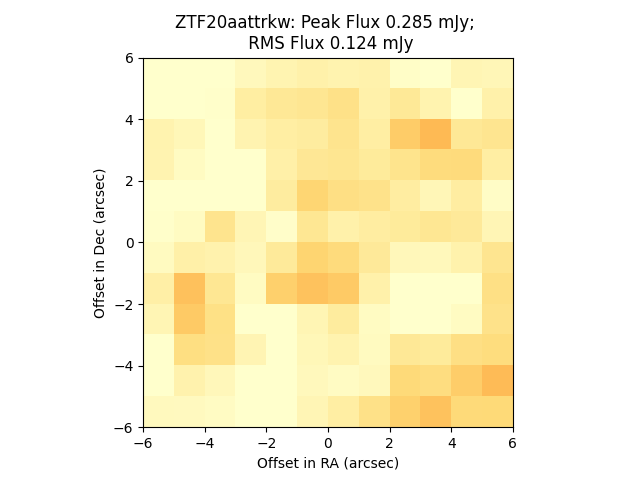 ZTF20aattrkw: Peak Flux 0.285 mJy;
RMS Flux 0.124 mJy
6
4
2
0
−2
−4
−6
Offset in Dec (arcsec)
−6 −4 −2 0 2 4 6
Offset in RA (arcsec)